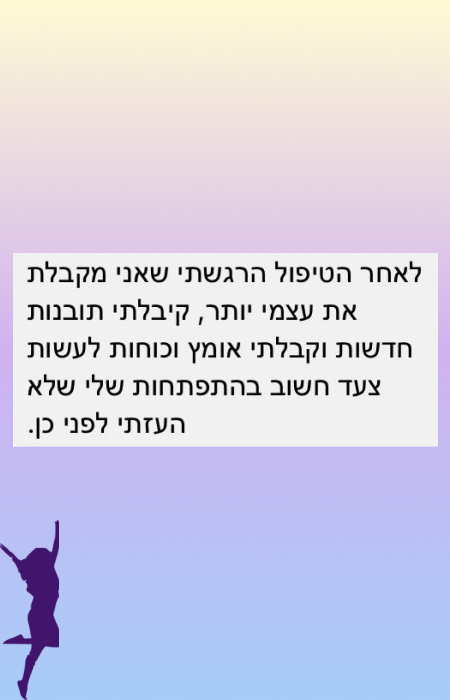 לאחר הטיפול הרגשתי שאני מקבלת
את עצמי יותר, קיבלתי תובנות
חדשות וקבלתי אומץ וכוחות לעשות
צעד חשוב בהתפתחות שלי שלא
העזתי לפני כן.